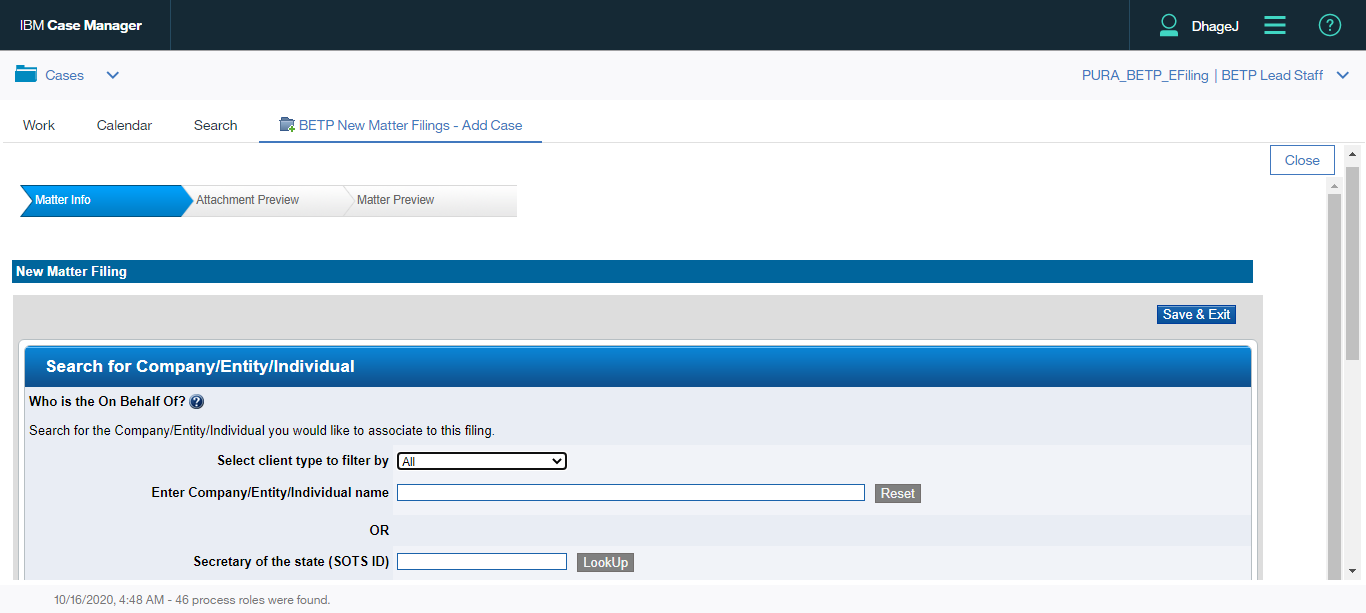 IBM Case Manager
DhageJ
?
Cases
PURA_BETP_EFiling | BETP Lead Staff
Work
Calendar
Search
BETP New Matter Filings - Add Case
Close
Matter Info
Attachment Preview
Matter Preview
New Matter Filing
Save & Exit
Search for Company/Entity/Individual
Who is the On Behalf Of? ?
Search for the Company/Entity/Individual you would like to associate to this filing.
Select client type to filter by All
Enter Company/Entity/Individual name Reset
OR
Secretary of the state (SOTS ID) LookUp
10/16/2020, 4:48 AM - 46 process roles were found.